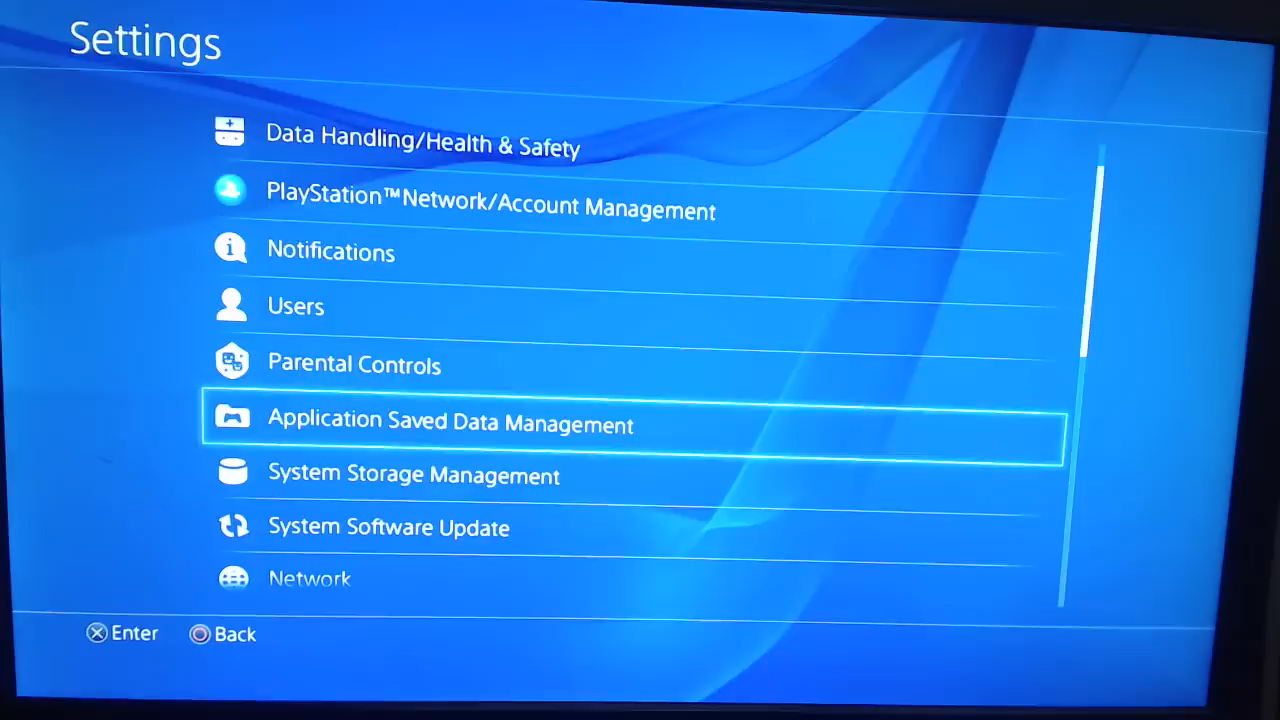 Settings
Data Handling/Health & Safety
PlayStation™Network/Account Management
Notifications
Users
Parental Controls
Application Saved Data Management
System Storage Management
System Software Update
Network
Enter Back